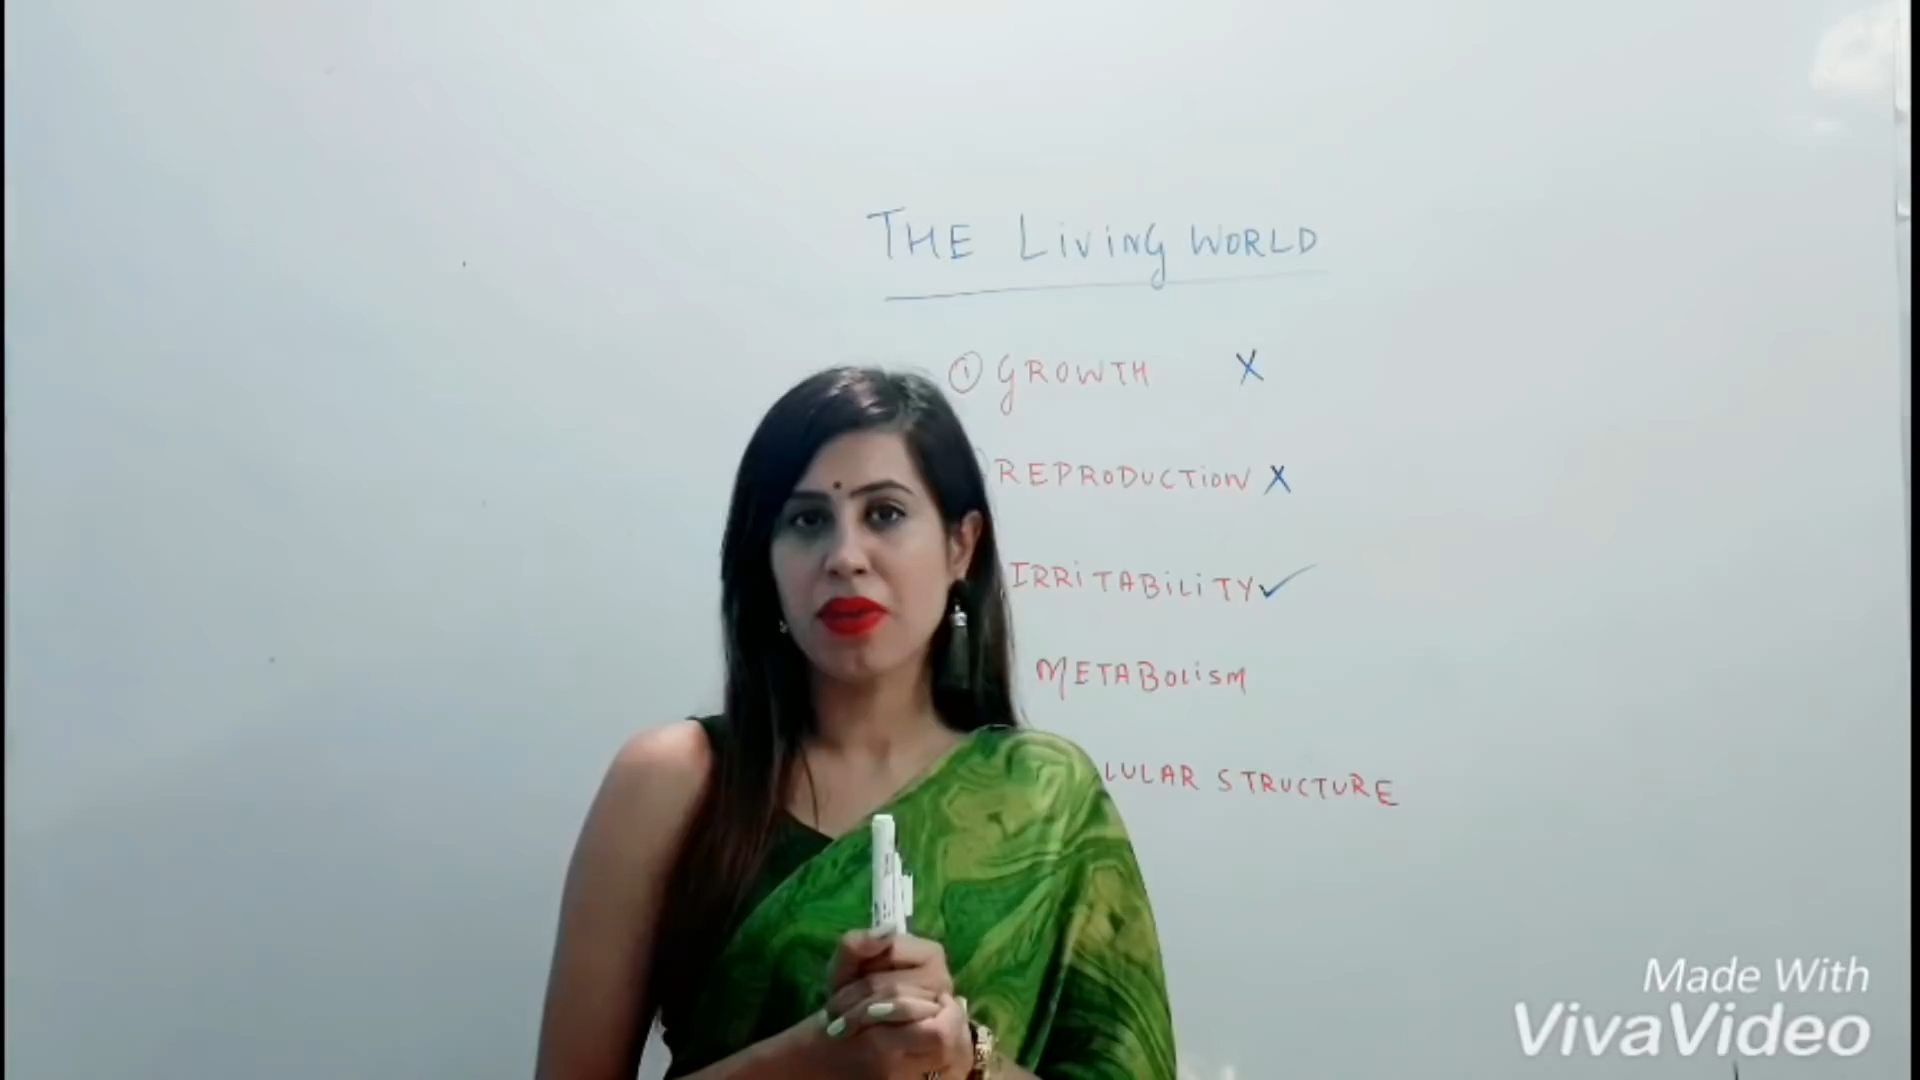 THE LiViNG WORLD
① GROWTH X
REPRODUCTiON X
IRRiTABiLiTY ✓
METABOLiSM
LULAR STRUCTURE
Made With
VivaVideo